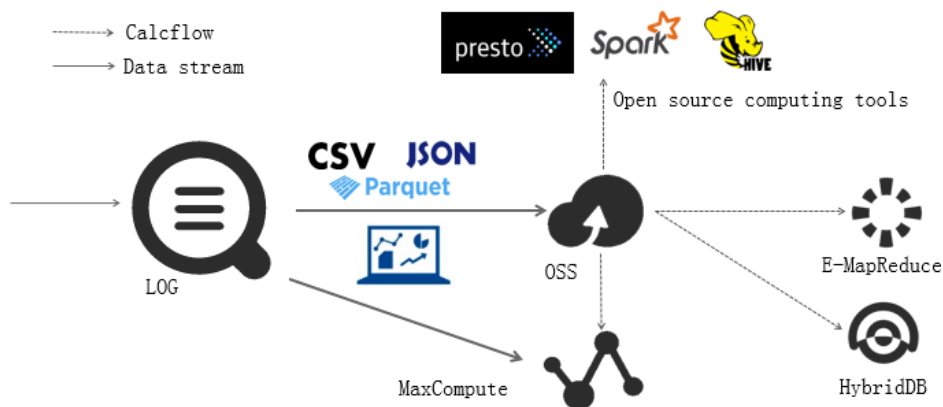 Calcflow
Data stream
presto
Spark
HIVE
Open source computing tools
CSV JSON
Parquet
LOG
OSS
E-MapReduce
MaxCompute
HybridDB